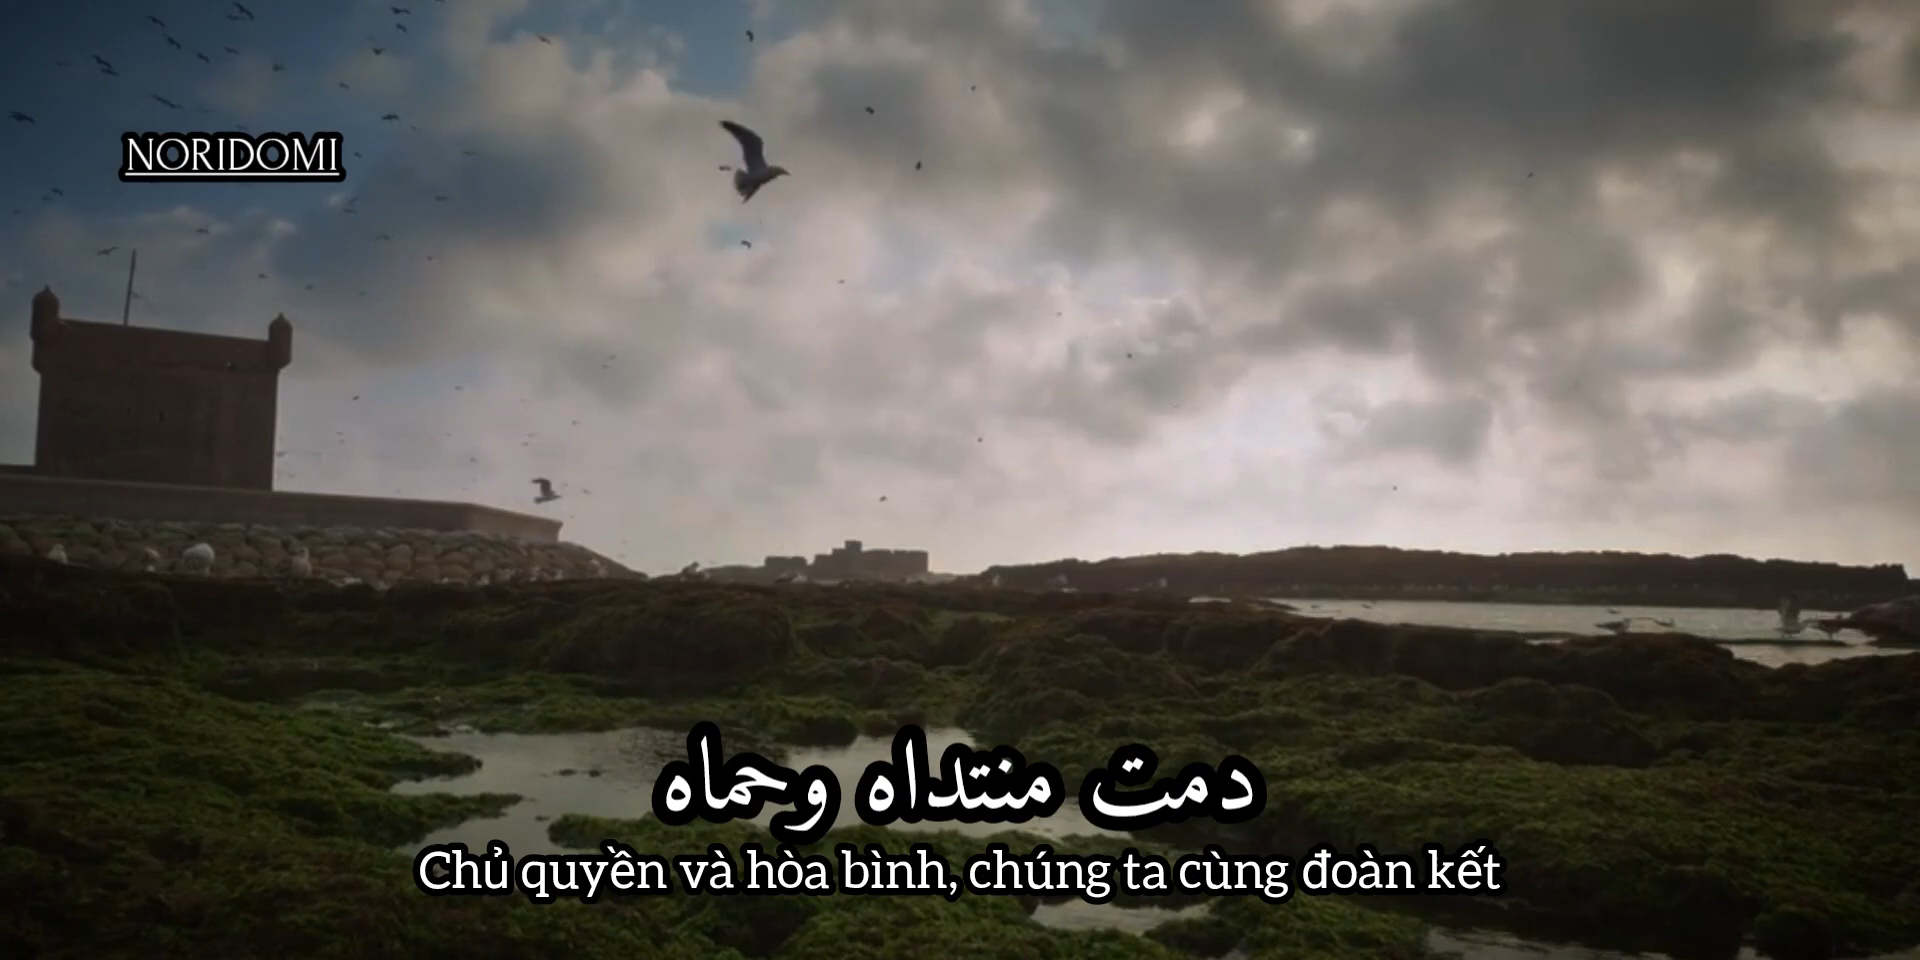 NORIDOMI
دمت منتداه وحماه
Chủ quyền và hòa bình, chúng ta cùng đoàn kết